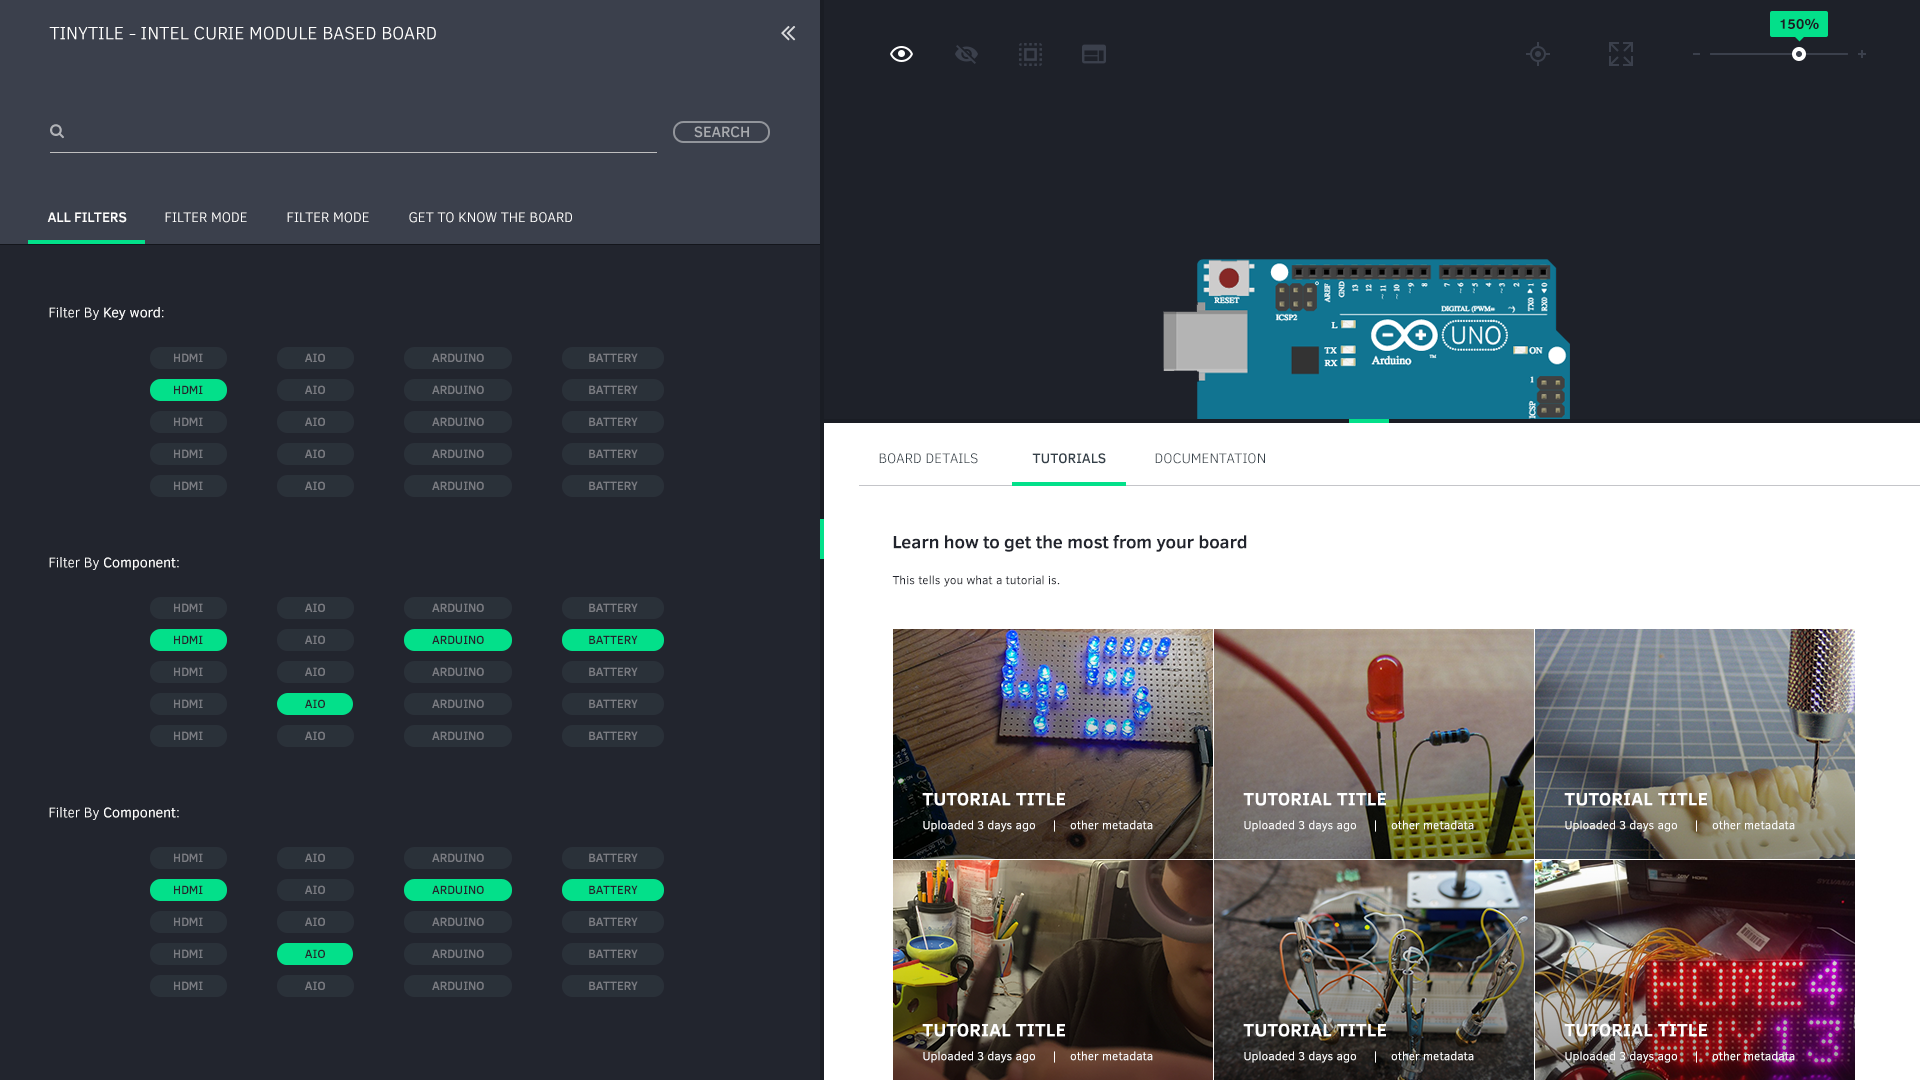 TINYTILE - INTEL CURIE MODULE BASED BOARD
SEARCH
ALL FILTERS FILTER MODE FILTER MODE GET TO KNOW THE BOARD
Filter By Key word:
HDMI AIO ARDUINO BATTERY
HDMI AIO ARDUINO BATTERY
HDMI AIO ARDUINO BATTERY
HDMI AIO ARDUINO BATTERY
HDMI AIO ARDUINO BATTERY
Filter By Component:
HDMI AIO ARDUINO BATTERY
HDMI AIO ARDUINO BATTERY
HDMI AIO ARDUINO BATTERY
HDMI AIO ARDUINO BATTERY
HDMI AIO ARDUINO BATTERY
Filter By Component:
HDMI AIO ARDUINO BATTERY
HDMI AIO ARDUINO BATTERY
HDMI AIO ARDUINO BATTERY
HDMI AIO ARDUINO BATTERY
HDMI AIO ARDUINO BATTERY
150%
RESET
ICSP2
AREF GND 13 12 ~11 ~10 ~9 8 7 ~6 ~5 4 ~3 2 TX0 1 RX0 0
DIGITAL (PWM~
L
TX
RX
UNO
Arduino TM
ON
1
ICSP
BOARD DETAILS TUTORIALS DOCUMENTATION
Learn how to get the most from your board
This tells you what a tutorial is.
45
TUTORIAL TITLE
Uploaded 3 days ago | other metadata
TUTORIAL TITLE
Uploaded 3 days ago | other metadata
TUTORIAL TITLE
Uploaded 3 days ago | other metadata
TUTORIAL TITLE
Uploaded 3 days ago | other metadata
TUTORIAL TITLE
Uploaded 3 days ago | other metadata
HOME4
13
TUTORIAL TITLE
Uploaded 3 days ago | other metadata